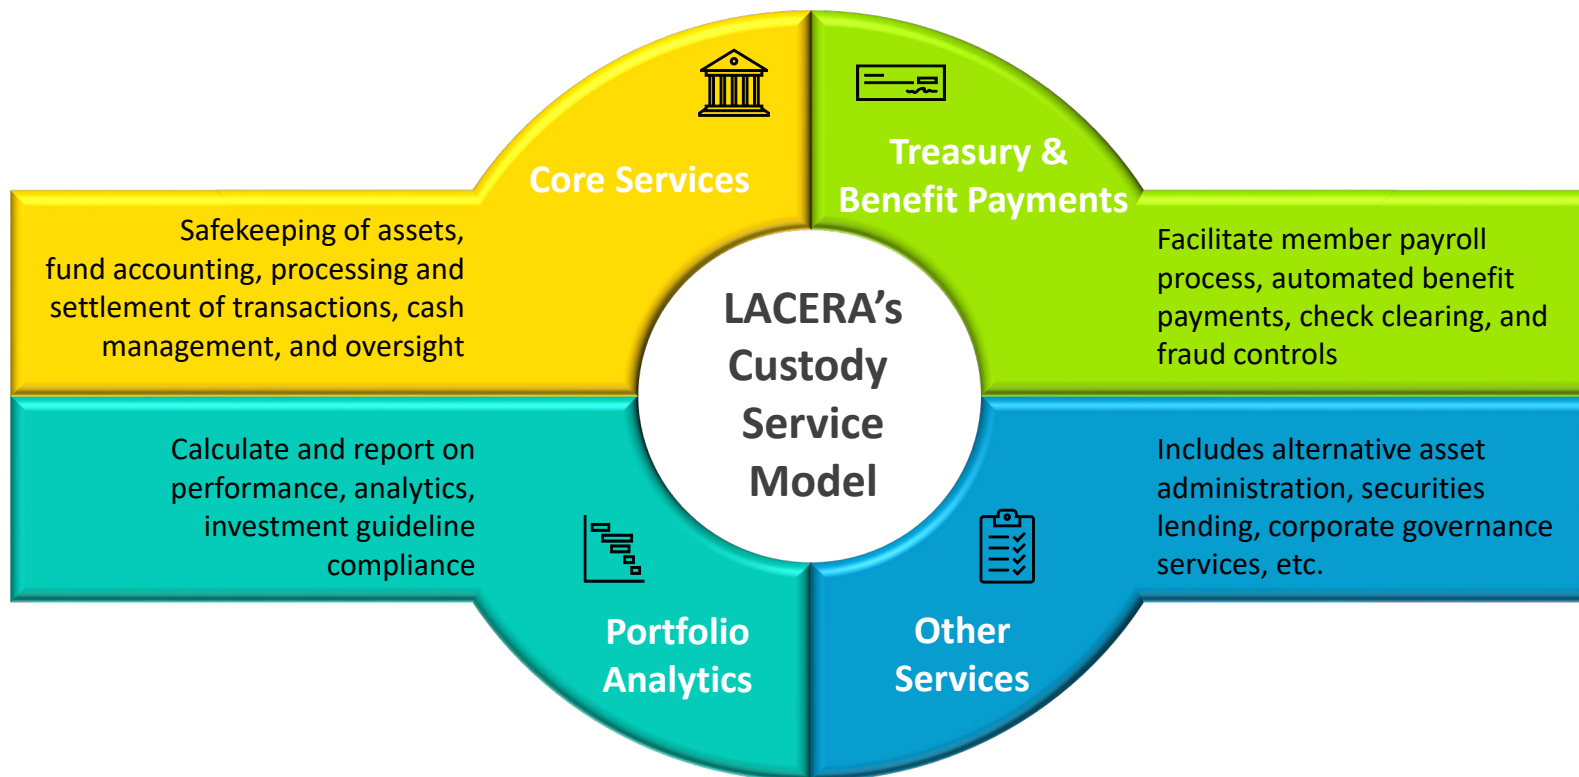 Core Services
Safekeeping of assets,
fund accounting, processing and
settlement of transactions, cash
management, and oversight
Treasury &
Benefit Payments
Facilitate member payroll
process, automated benefit
payments, check clearing, and
fraud controls
LACERA’s
Custody
Service
Model
Calculate and report on
performance, analytics,
investment guideline
compliance
Portfolio
Analytics
Includes alternative asset
administration, securities
lending, corporate governance
services, etc.
Other
Services